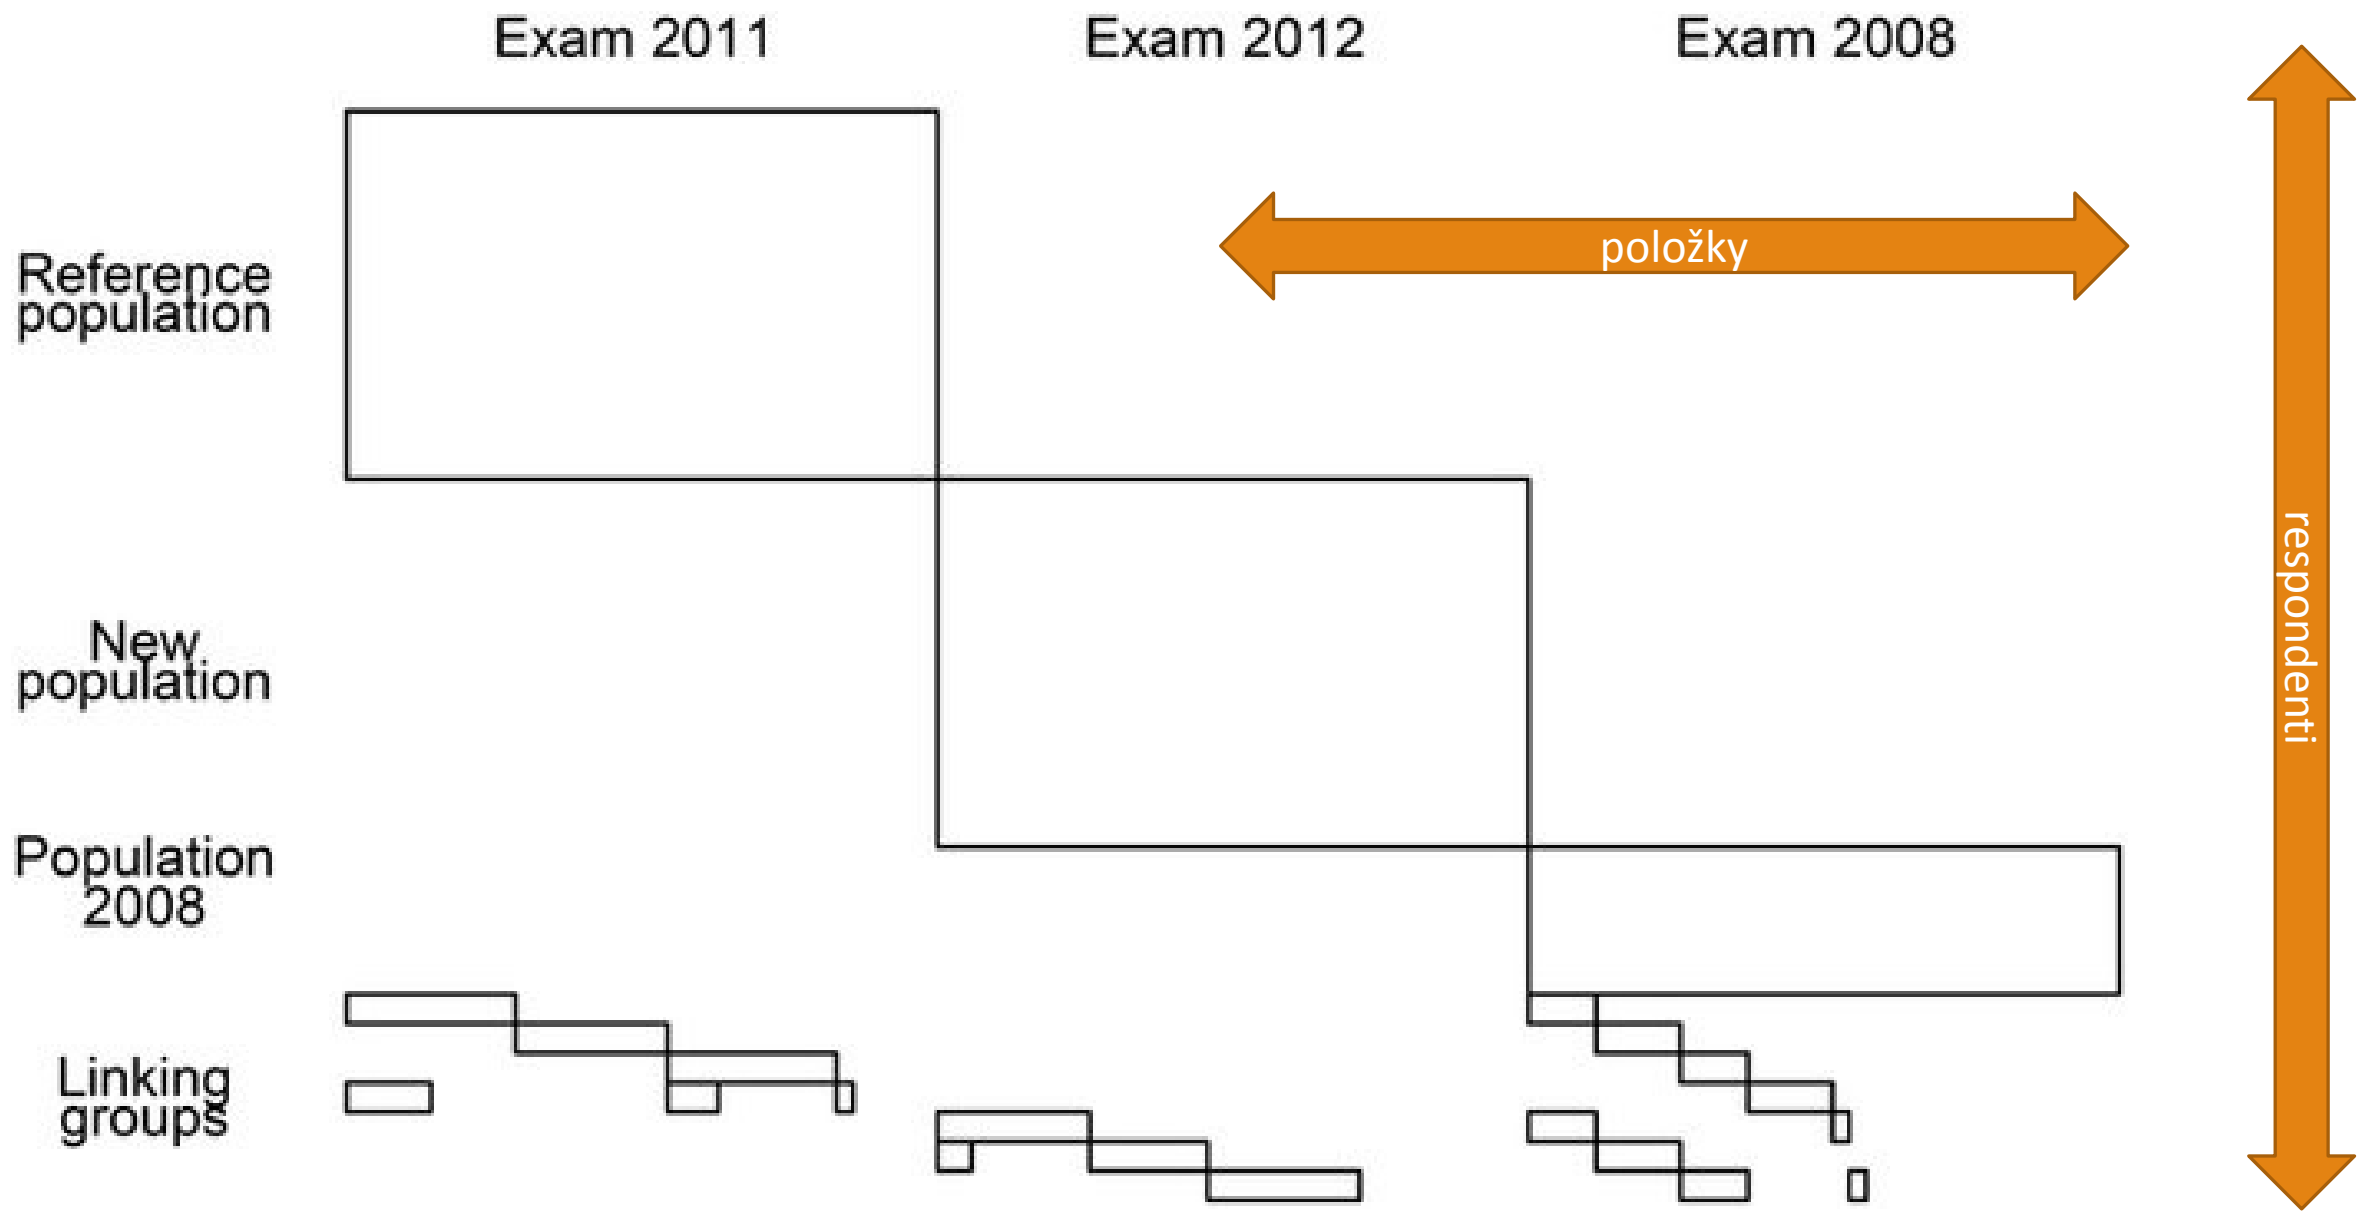 Exam 2011
Exam 2012
Exam 2008
položky
Reference
population
respondenti
New
population
Population
2008
Linking
groups